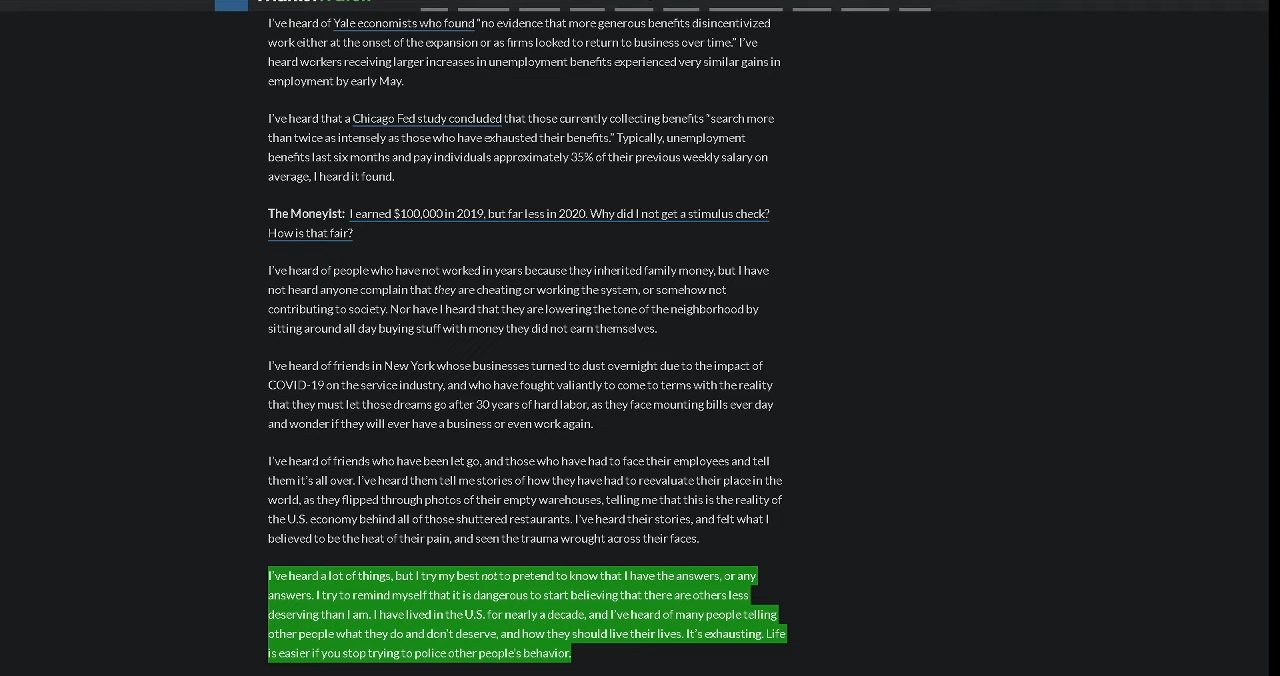 I've heard of Yale economists who found "no evidence that more generous benefits disincentivized
work either at the onset of the expansion or as firms looked to return to business over time." I've
heard workers receiving larger increases in unemployment benefits experienced very similar gains in
employment by early May.
I've heard that a Chicago Fed study concluded that those currently collecting benefits "search more
than twice as intensely as those who have exhausted their benefits." Typically, unemployment
benefits last six months and pay individuals approximately 35% of their previous weekly salary on
average, I heard it found.
The Moneyist: I earned $100,000 in 2019, but far less in 2020. Why did I not get a stimulus check?
How is that fair?
I've heard of people who have not worked in years because they inherited family money, but I have
not heard anyone complain that they are cheating or working the system, or somehow not
contributing to society. Nor have I heard that they are lowering the tone of the neighborhood by
sitting around all day buying stuff with money they did not earn themselves.
I've heard of friends in New York whose businesses turned to dust overnight due to the impact of
COVID-19 on the service industry, and who have fought valiantly to come to terms with the reality
that they must let those dreams go after 30 years of hard labor, as they face mounting bills ever day
and wonder if they will ever have a business or even work again.
I've heard of friends who have been let go, and those who have had to face their employees and tell
them it's all over. I've heard them tell me stories of how they have had to reevaluate their place in the
world, as they flipped through photos of their empty warehouses, telling me that this is the reality of
the U.S. economy behind all of those shuttered restaurants. I've heard their stories, and felt what I
believed to be the heat of their pain, and seen the trauma wrought across their faces.
I've heard a lot of things, but I try my best not to pretend to know that I have the answers, or any
answers. I try to remind myself that it is dangerous to start believing that there are others less
deserving than I am. I have lived in the U.S. for nearly a decade, and I've heard of many people telling
other people what they do and don't deserve, and how they should live their lives. It's exhausting. Life
is easier if you stop trying to police other people's behavior.